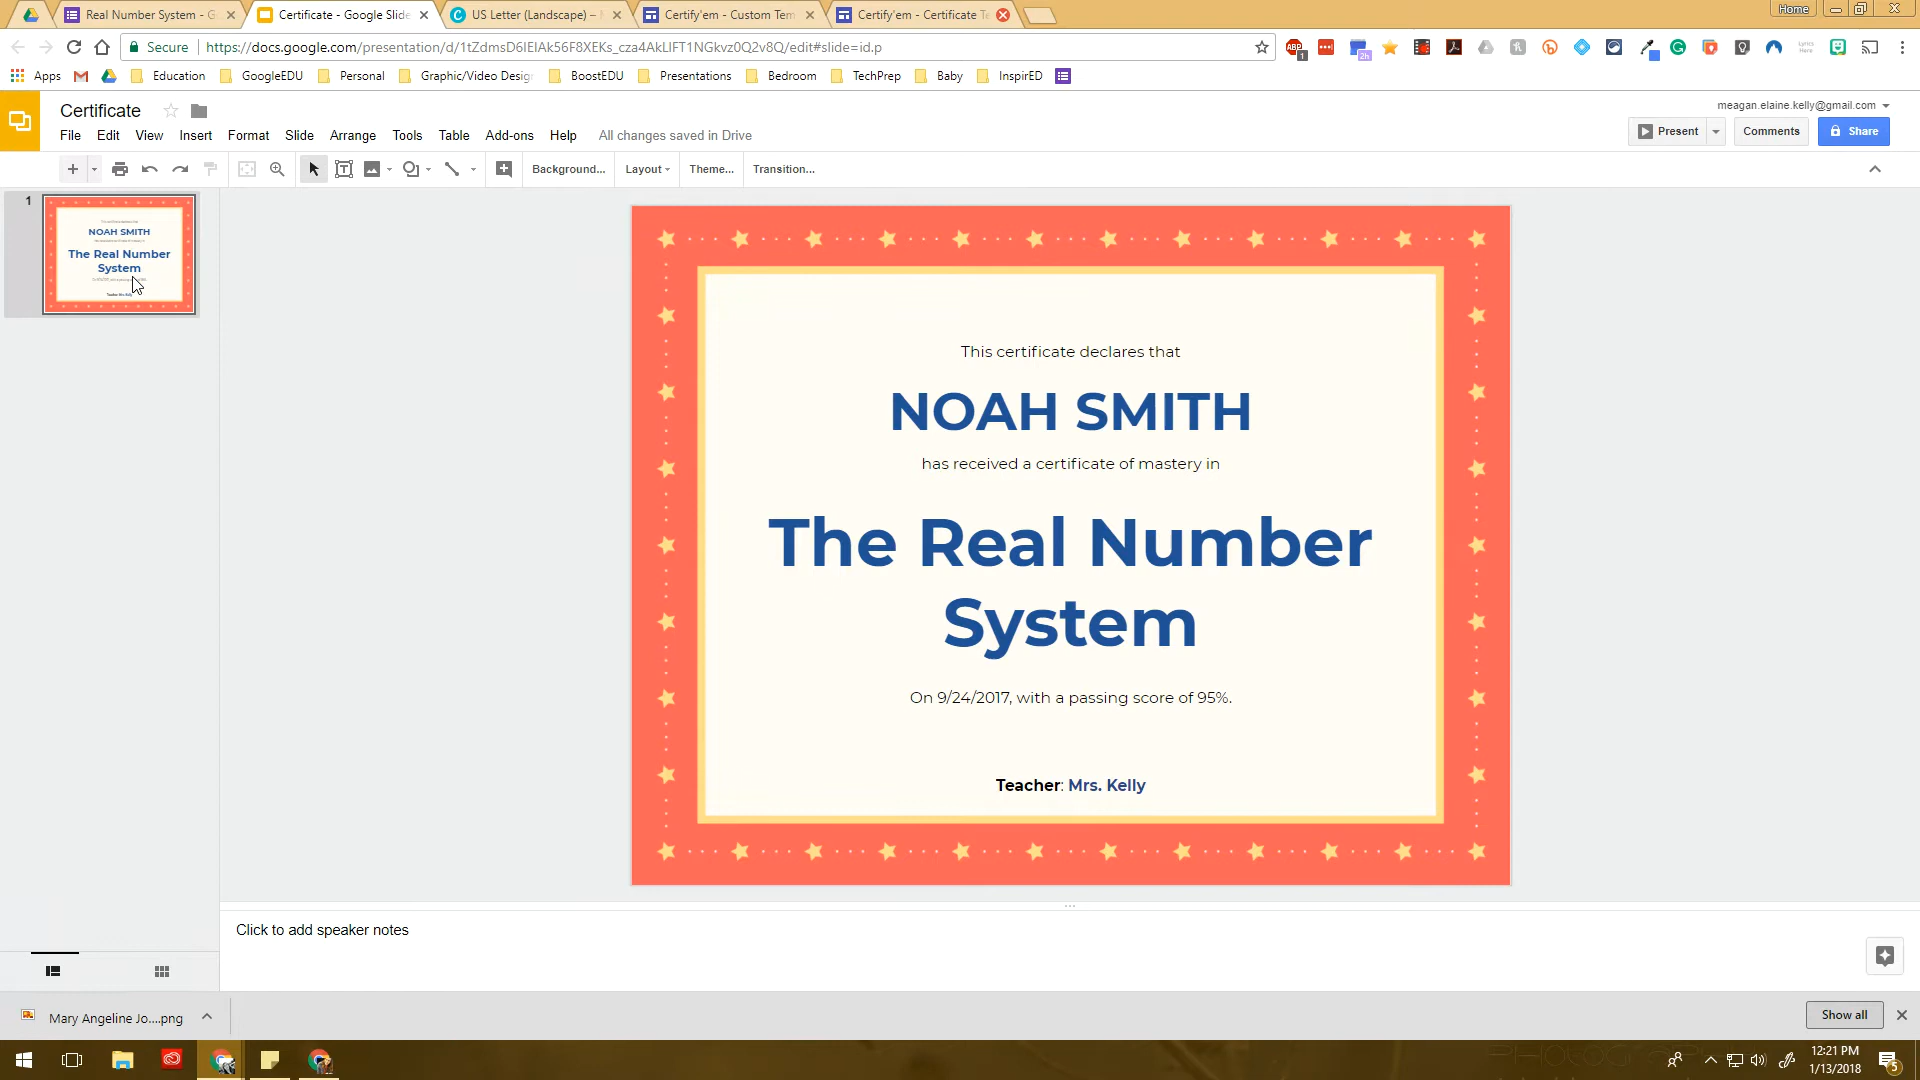 Real Number System - G
Certificate - Google Slide
US Letter (Landscape) –
Certify'em - Custom Tem
Certify'em - Certificate Te
Home
Secure
https://docs.google.com/presentation/d/1tZdmsD6IEIAk56F8XEKs_cza4AkLlFT1NGkvz0Q2v8Q/edit#slide=id.p
ABP
1
2h
Apps
Education
GoogleEDU
Personal
Graphic/Video Design
BoostEDU
Presentations
Bedroom
TechPrep
Baby
InspirED
Certificate
meagan.elaine.kelly@gmail.com
File Edit View Insert Format Slide Arrange Tools Table Add-ons Help All changes saved in Drive
Present
Comments
Share
Background...
Layout
Theme...
Transition...
1
NOAH SMITH
The Real Number
System
This certificate declares that
NOAH SMITH
has received a certificate of mastery in
The Real Number
System
On 9/24/2017, with a passing score of 95%.
Teacher: Mrs. Kelly
Click to add speaker notes
Mary Angeline Jo....png
Show all
12:21 PM
1/13/2018
5